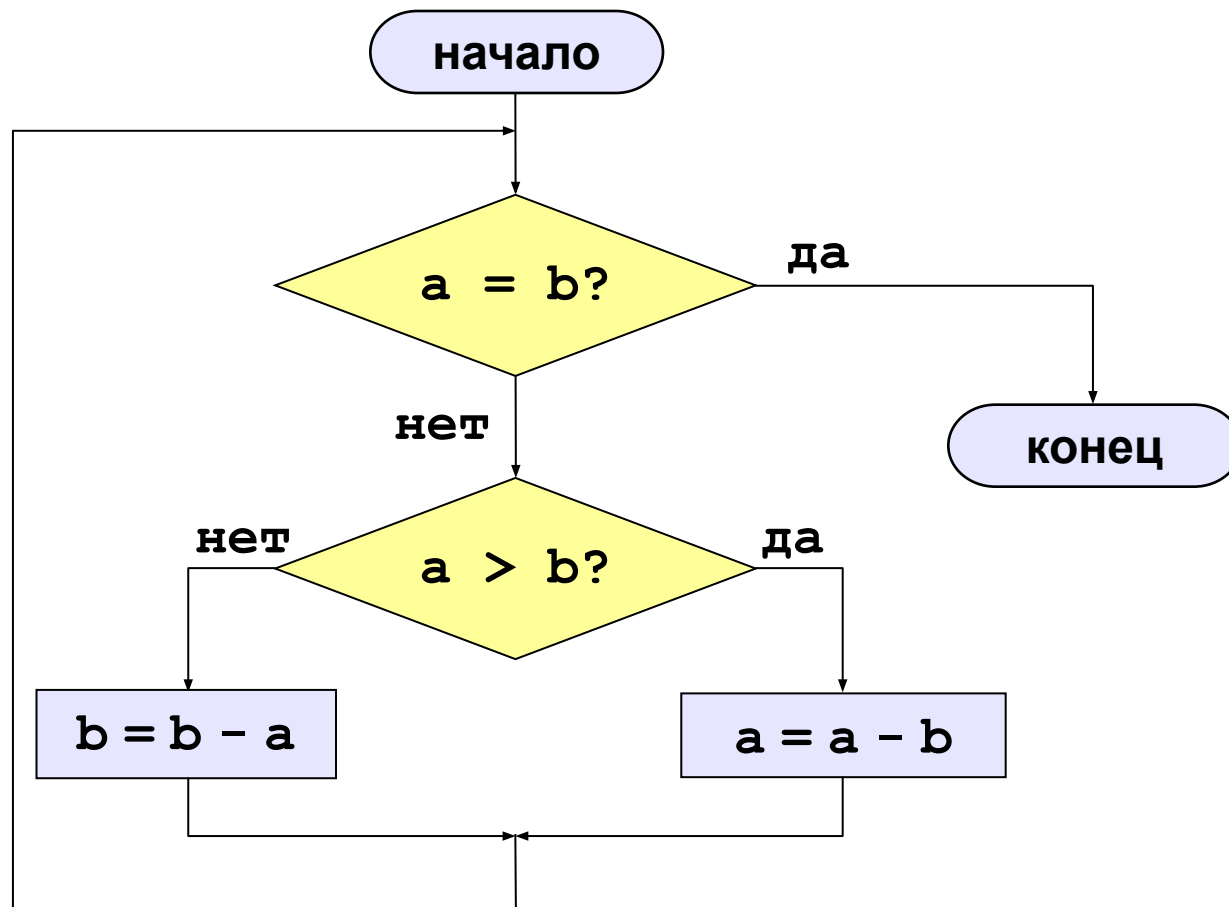 начало
a = b?
да
нет
конец
a > b?
нет
да
b = b - a
a = a - b